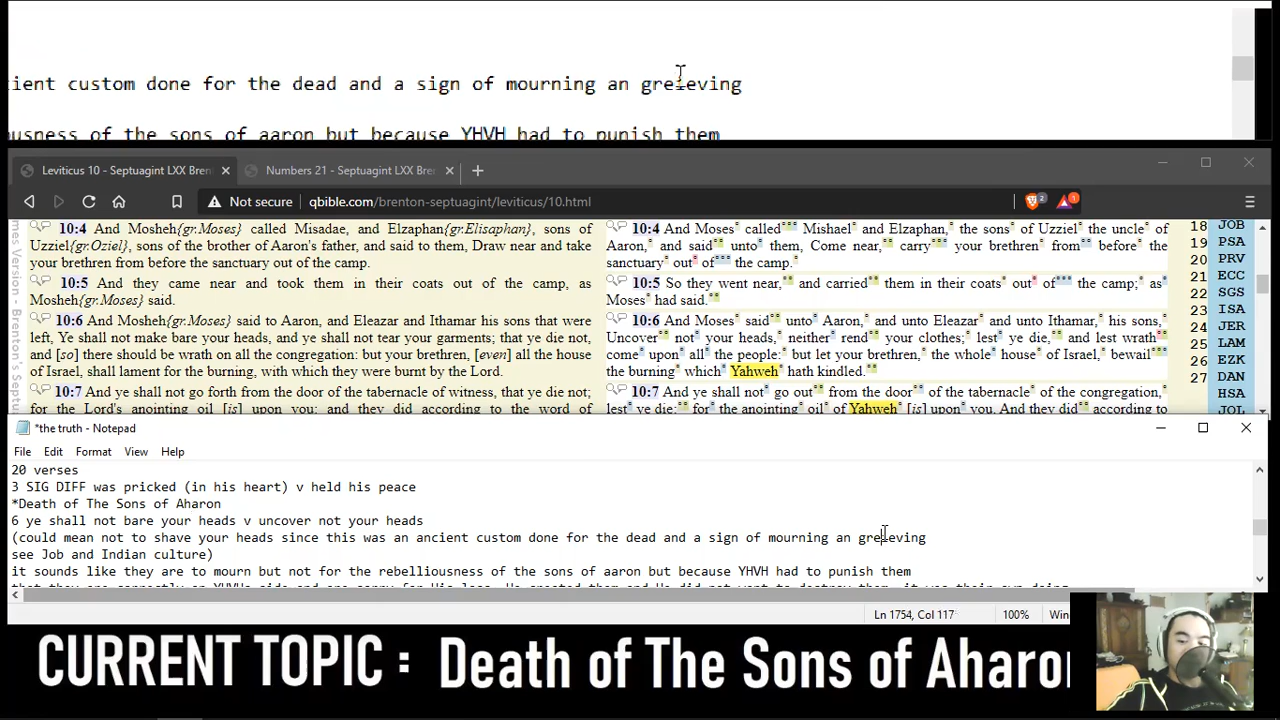 cient custom done for the dead and a sign of mourning an greieving
ousness of the sons of aaron but because YHVH had to punish them
Leviticus 10 - Septuagint LXX Bren
Numbers 21 - Septuagint LXX Brent
Not secure
qbible.com/brenton-septuagint/leviticus/10.html
2
1
10:4 And Mosheh{gr.Moses} called Misadae, and Elzaphan{gr.Elisaphan}, sons of
Uzziel{gr.Oziel}, sons of the brother of Aaron's father, and said to them, Draw near and take
your brethren from before the sanctuary out of the camp.
10:5 And they came near and took them in their coats out of the camp, as
Mosheh{gr.Moses} said.
10:6 And Mosheh{gr.Moses} said to Aaron, and Eleazar and Ithamar his sons that were
left, Ye shall not make bare your heads, and ye shall not tear your garments; that ye die not,
and [so] there should be wrath on all the congregation: but your brethren, [even] all the house
of Israel, shall lament for the burning, with which they were burnt by the Lord.
10:7 And ye shall not go forth from the door of the tabernacle of witness, that ye die not;
for the Lord's anointing oil [is] upon you: and they did according to the word of
10:4 And Moses called Mishael and Elzaphan, the sons of Uzziel the uncle of
Aaron, and said unto them, Come near, carry your brethren from before the
sanctuary out of the camp.
10:5 So they went near, and carried them in their coats out of the camp; as
Moses had said.
10:6 And Moses said unto Aaron, and unto Eleazar and unto Ithamar, his sons,
Uncover not your heads, neither rend your clothes; lest ye die, and lest wrath
come upon all the people: but let your brethren, the whole house of Israel, bewail
the burning which Yahweh hath kindled.
10:7 And ye shall not go out from the door of the tabernacle of the congregation,
lest ye die: for the anointing oil of Yahweh [is] upon you. And they did according to
18 JOB
19 PSA
20 PRV
21 ECC
22 SGS
23 ISA
24 JER
25 LAM
26 EZK
27 DAN
HSA
JOL
*the truth - Notepad
File Edit Format View Help
20 verses
3 SIG DIFF was pricked (in his heart) v held his peace
*Death of The Sons of Aharon
6 ye shall not bare your heads v uncover not your heads
(could mean not to shave your heads since this was an ancient custom done for the dead and a sign of mourning an greieving
see Job and Indian culture)
it sounds like they are to mourn but not for the rebelliousness of the sons of aaron but because YHVH had to punish them
Ln 1754, Col 117
100%
Win
CURRENT TOPIC : Death of The Sons of Aharon